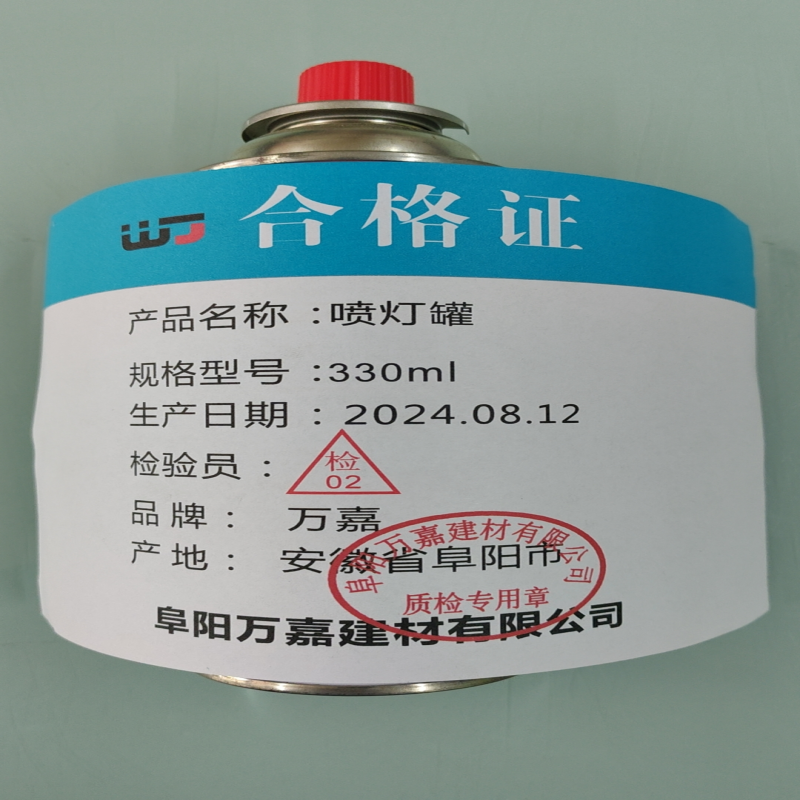 WJ 合格证
产品名称：喷灯罐
规格型号：330ml
生产日期：2024.08.12
检验员：检 02
品牌：万嘉
产地：安徽省阜阳市
阜阳万嘉建材有限公司
质检专用章
阜阳万嘉建材有限公司